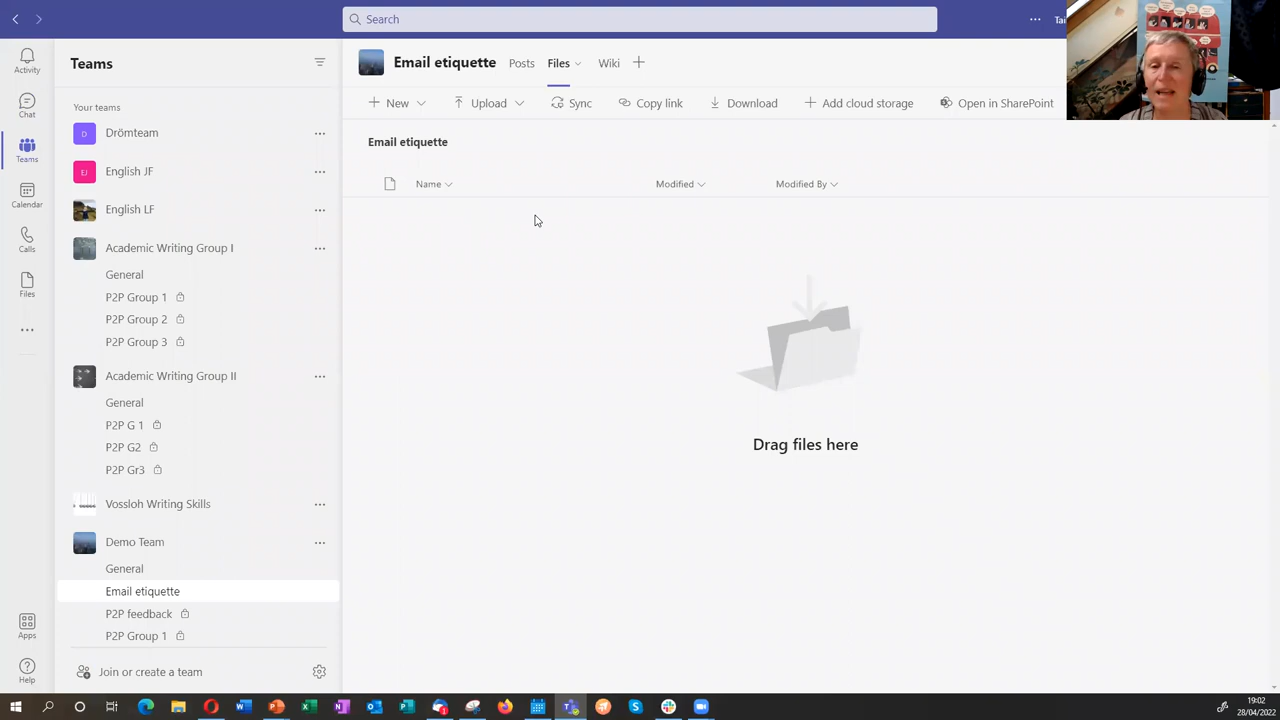 Search
Tai
Activity
Chat
Teams
Calendar
Calls
Files
Apps
Help
Teams
Your teams
D Drömteam
EJ English JF
English LF
Academic Writing Group I
General
P2P Group 1
P2P Group 2
P2P Group 3
Academic Writing Group II
General
P2P G 1
P2P G2
P2P Gr3
Vossloh Writing Skills
Demo Team
General
Email etiquette
P2P feedback
P2P Group 1
Join or create a team
Email etiquette Posts Files Wiki
New Upload Sync Copy link Download Add cloud storage Open in SharePoint
Email etiquette
Name Modified Modified By
Drag files here
19:02
28/04/2022